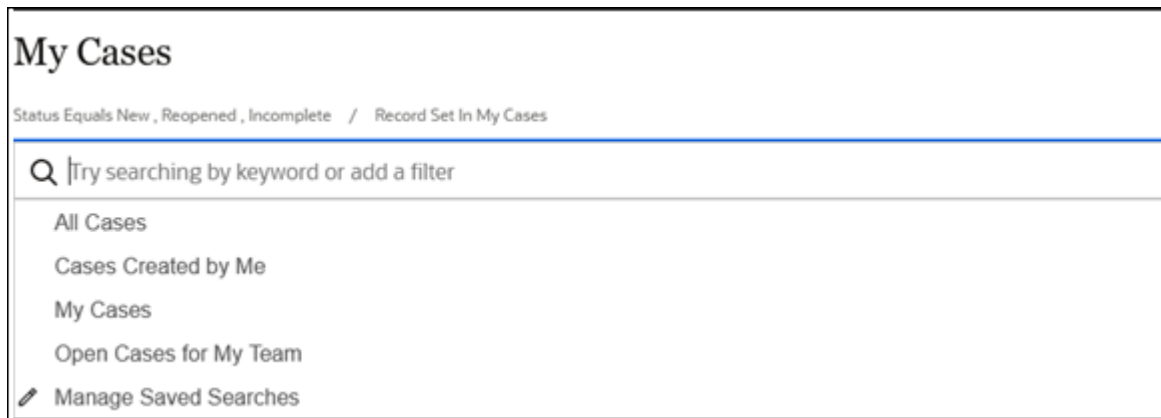 My Cases
Status Equals New , Reopened , Incomplete / Record Set In My Cases
Try searching by keyword or add a filter
All Cases
Cases Created by Me
My Cases
Open Cases for My Team
Manage Saved Searches